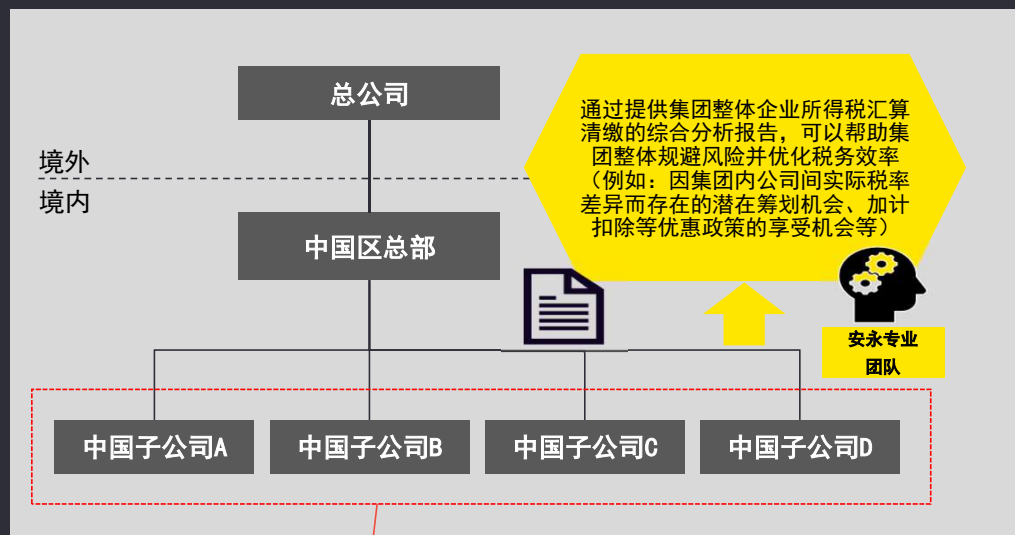 总公司
通过提供集团整体企业所得税汇算
清缴的综合分析报告，可以帮助集
团整体规避风险并优化税务效率
（例如：因集团内公司间实际税率
差异而存在的潜在筹划机会、加计
扣除等优惠政策的享受机会等）
境外
境内
中国区总部
安永专业
团队
中国子公司A
中国子公司B
中国子公司C
中国子公司D